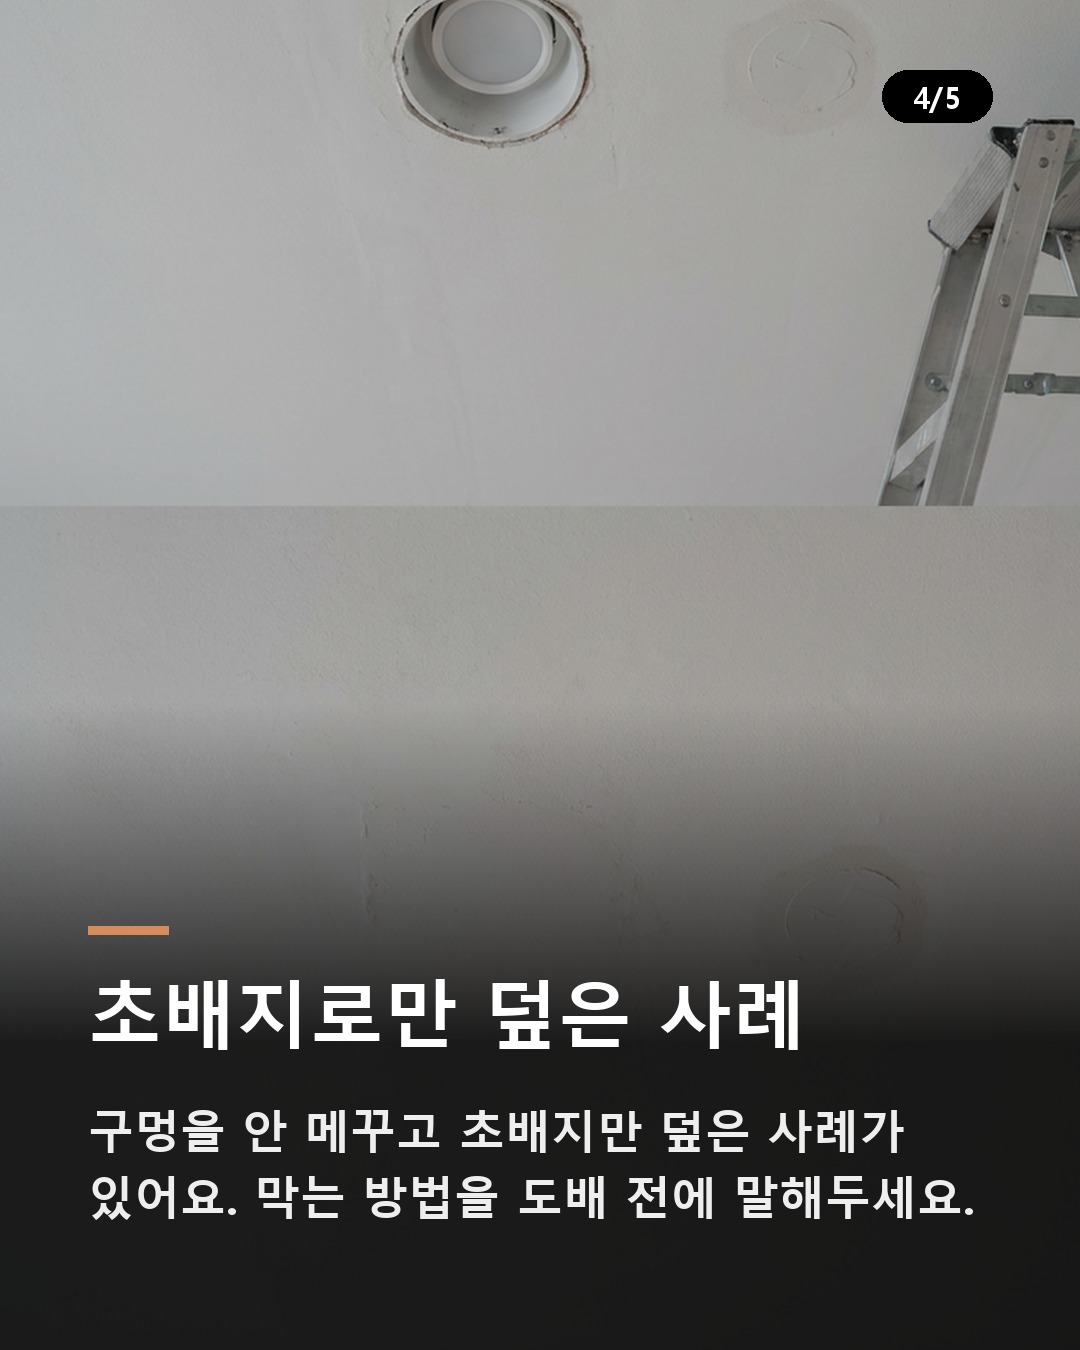 4/5
초배지로만 덮은 사례
구멍을 안 메꾸고 초배지만 덮은 사례가
있어요. 막는 방법을 도배 전에 말해두세요.